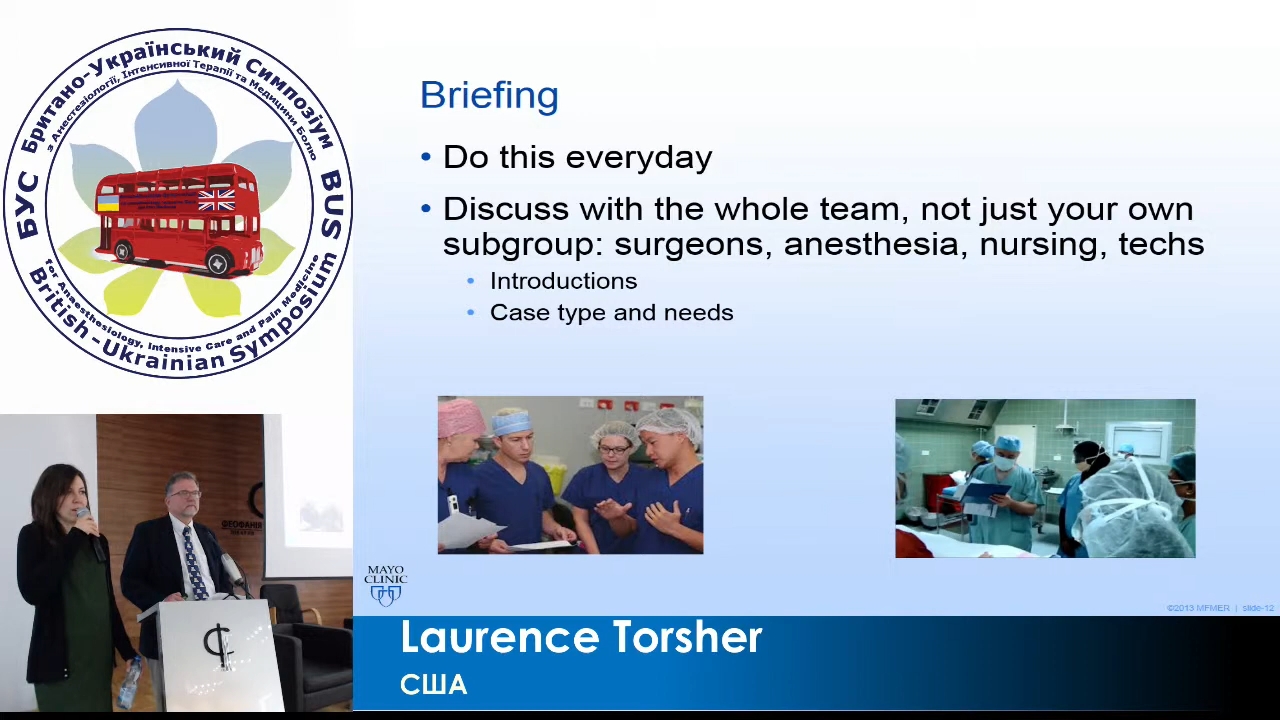 Британо-Український Симпозіум
з Анестезіології, Інтенсивної Терапії та Медицини Болю
БУС
BUS
for Anaesthesiology, Intensive Care and Pain Medicine
British-Ukrainian Symposium
Briefing
• Do this everyday
• Discuss with the whole team, not just your own
subgroup: surgeons, anesthesia, nursing, techs
• Introductions
• Case type and needs
ФЕОФАНІЯ
MAYO
CLINIC
©2013 MFMER | slide-12
Laurence Torsher
США